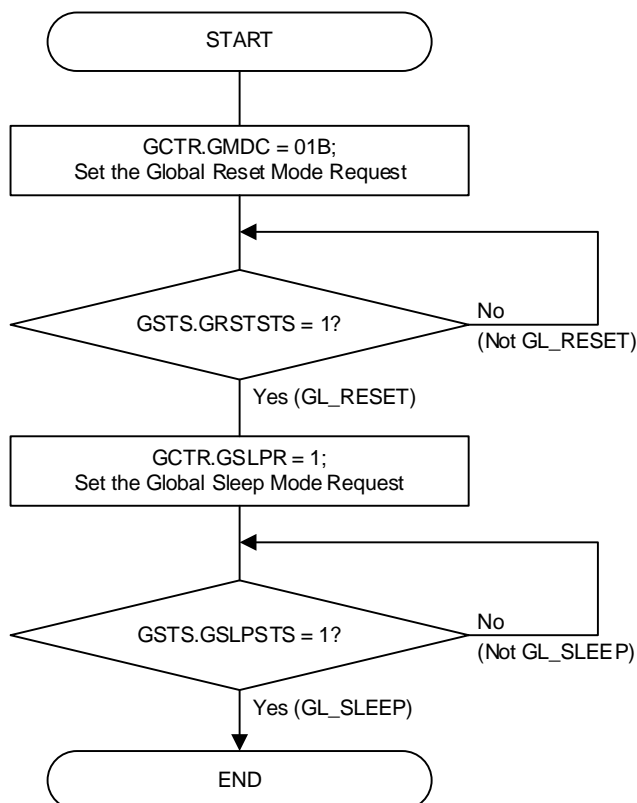 START
GCTR.GMDC = 01B;
Set the Global Reset Mode Request
GSTS.GRSTSTS = 1?
No
(Not GL_RESET)
Yes (GL_RESET)
GCTR.GSLPR = 1;
Set the Global Sleep Mode Request
GSTS.GSLPSTS = 1?
No
(Not GL_SLEEP)
Yes (GL_SLEEP)
END